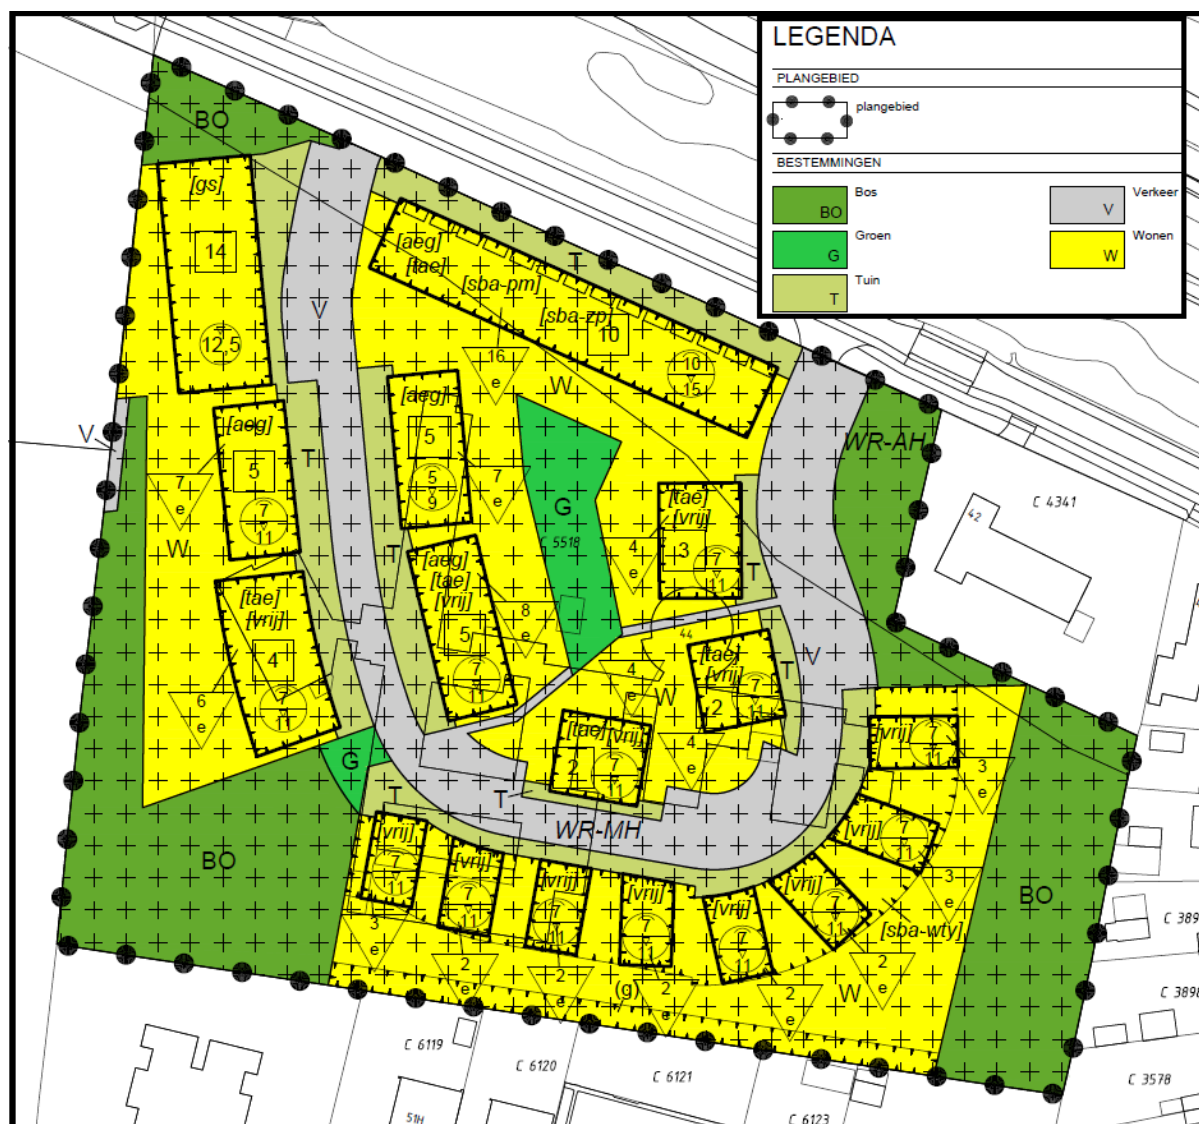 LEGENDA
PLANGEBIED
plangebied
BESTEMMINGEN
Bos
BO
Groen
G
Tuin
T
Verkeer
V
Wonen
W
BO
[gs]
14
12,5
V
[aeg]
[tae]
[sba-pm]
[sba-zp]
10
10
15
T
16
e
W
V
[aeg]
5
7
11
7
e
W
T
[aeg]
5
5
9
7
e
G
C 5518
T
[aeg]
[tae]
[vrij]
5
7
11
8
e
[tae]
[vrij]
3
7
11
4
e
T
WR-AH
C 4341
42
[tae]
[vrij]
4
7
11
6
e
44
[tae]
[vrij]
2
7
11
4
e
W
T
V
[tae]
[vrij]
2
7
11
4
e
T
G
T
WR-MH
BO
[vrij]
7
11
3
e
[vrij]
7
11
3
e
[vrij]
7
11
3
e
[vrij]
7
11
2
e
[vrij]
7
11
2
e
[vrij]
7
11
2
e
[vrij]
7
11
2
e
[vrij]
7
11
2
e
[sba-wty]
(g)
W
BO
C 6119
C 6120
C 6121
C 6123
C 3578
C 3898
51H